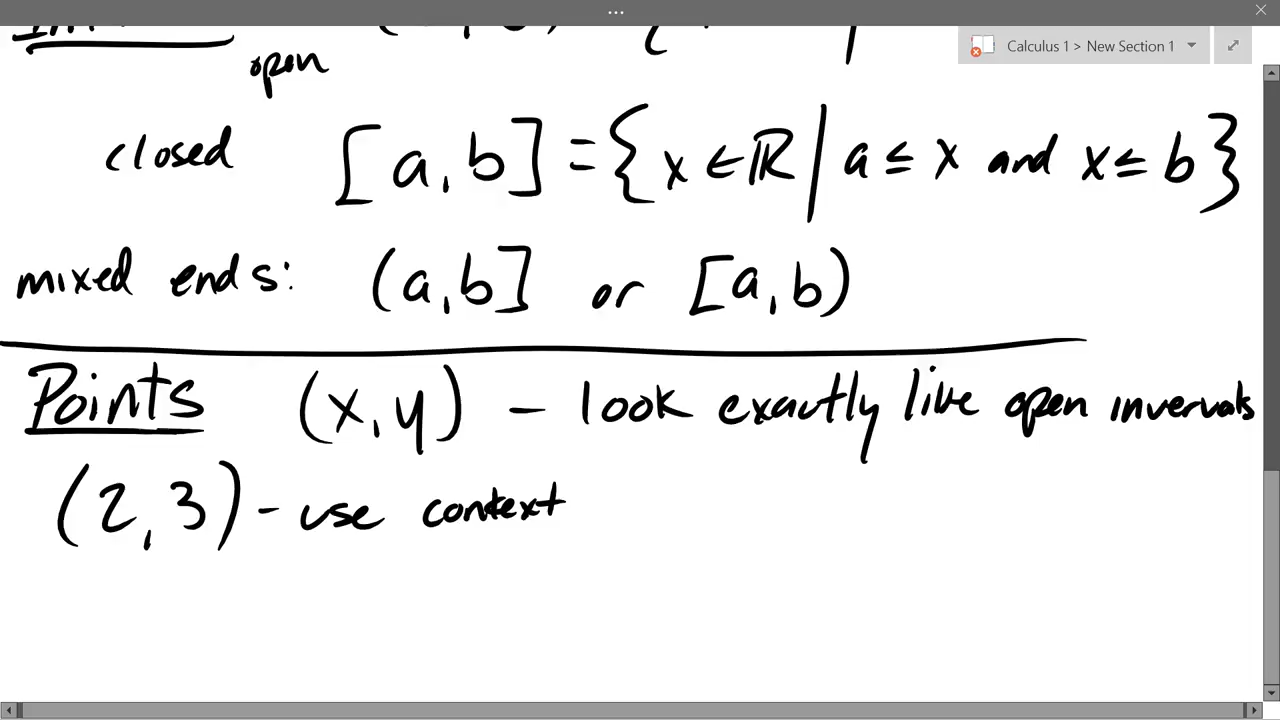 Calculus 1 > New Section 1
open
closed [a,b] = {x ∈ ℝ | a ≤ x and x ≤ b}
mixed ends: (a,b] or [a,b)
Points (x,y) – look exactly like open invervals
(2,3) – use context